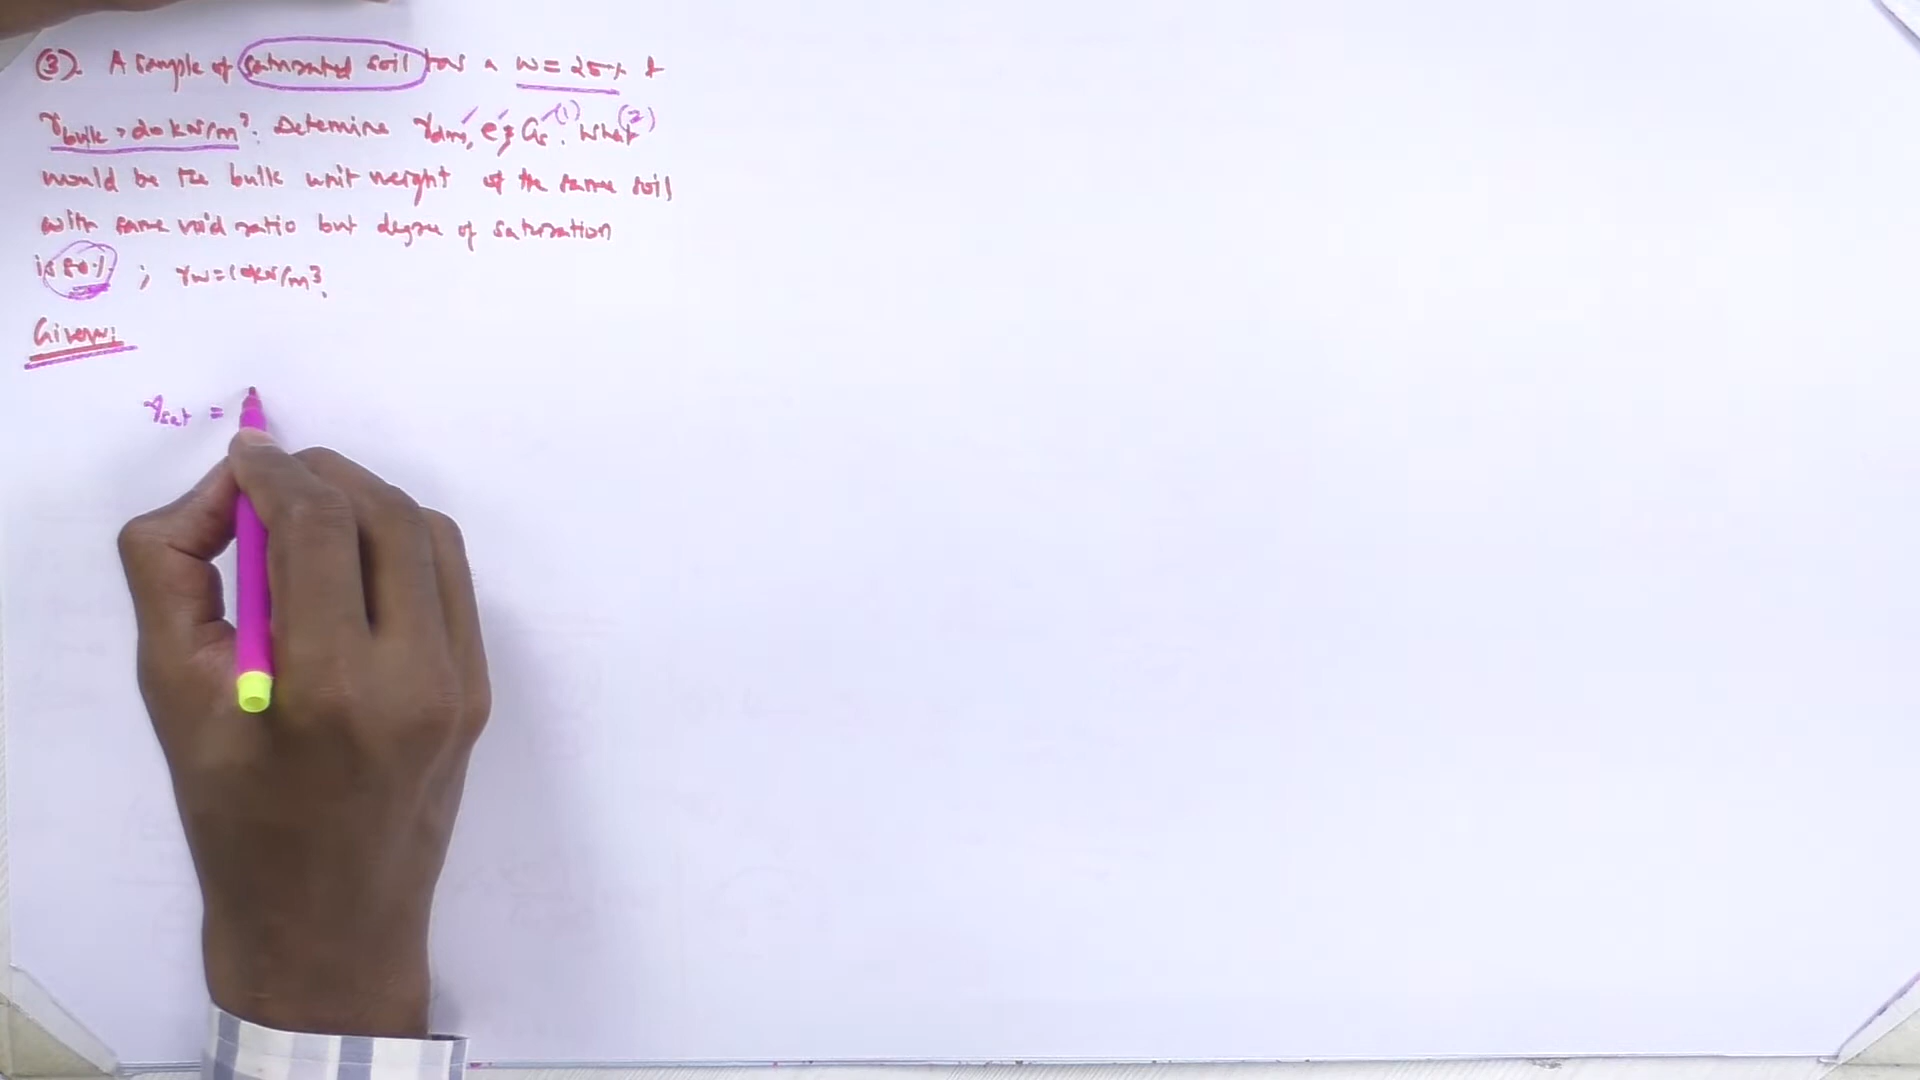 (3). A sample of saturated soil has a w = 25% &
γbulk = 20 kN/m³. Determine γdry, e & Gs. (1) What (2)
would be the bulk unit weight of the same soil
with same void ratio but degree of saturation
is 80% ; γw = 10 kN/m³.
Given:
γsat =